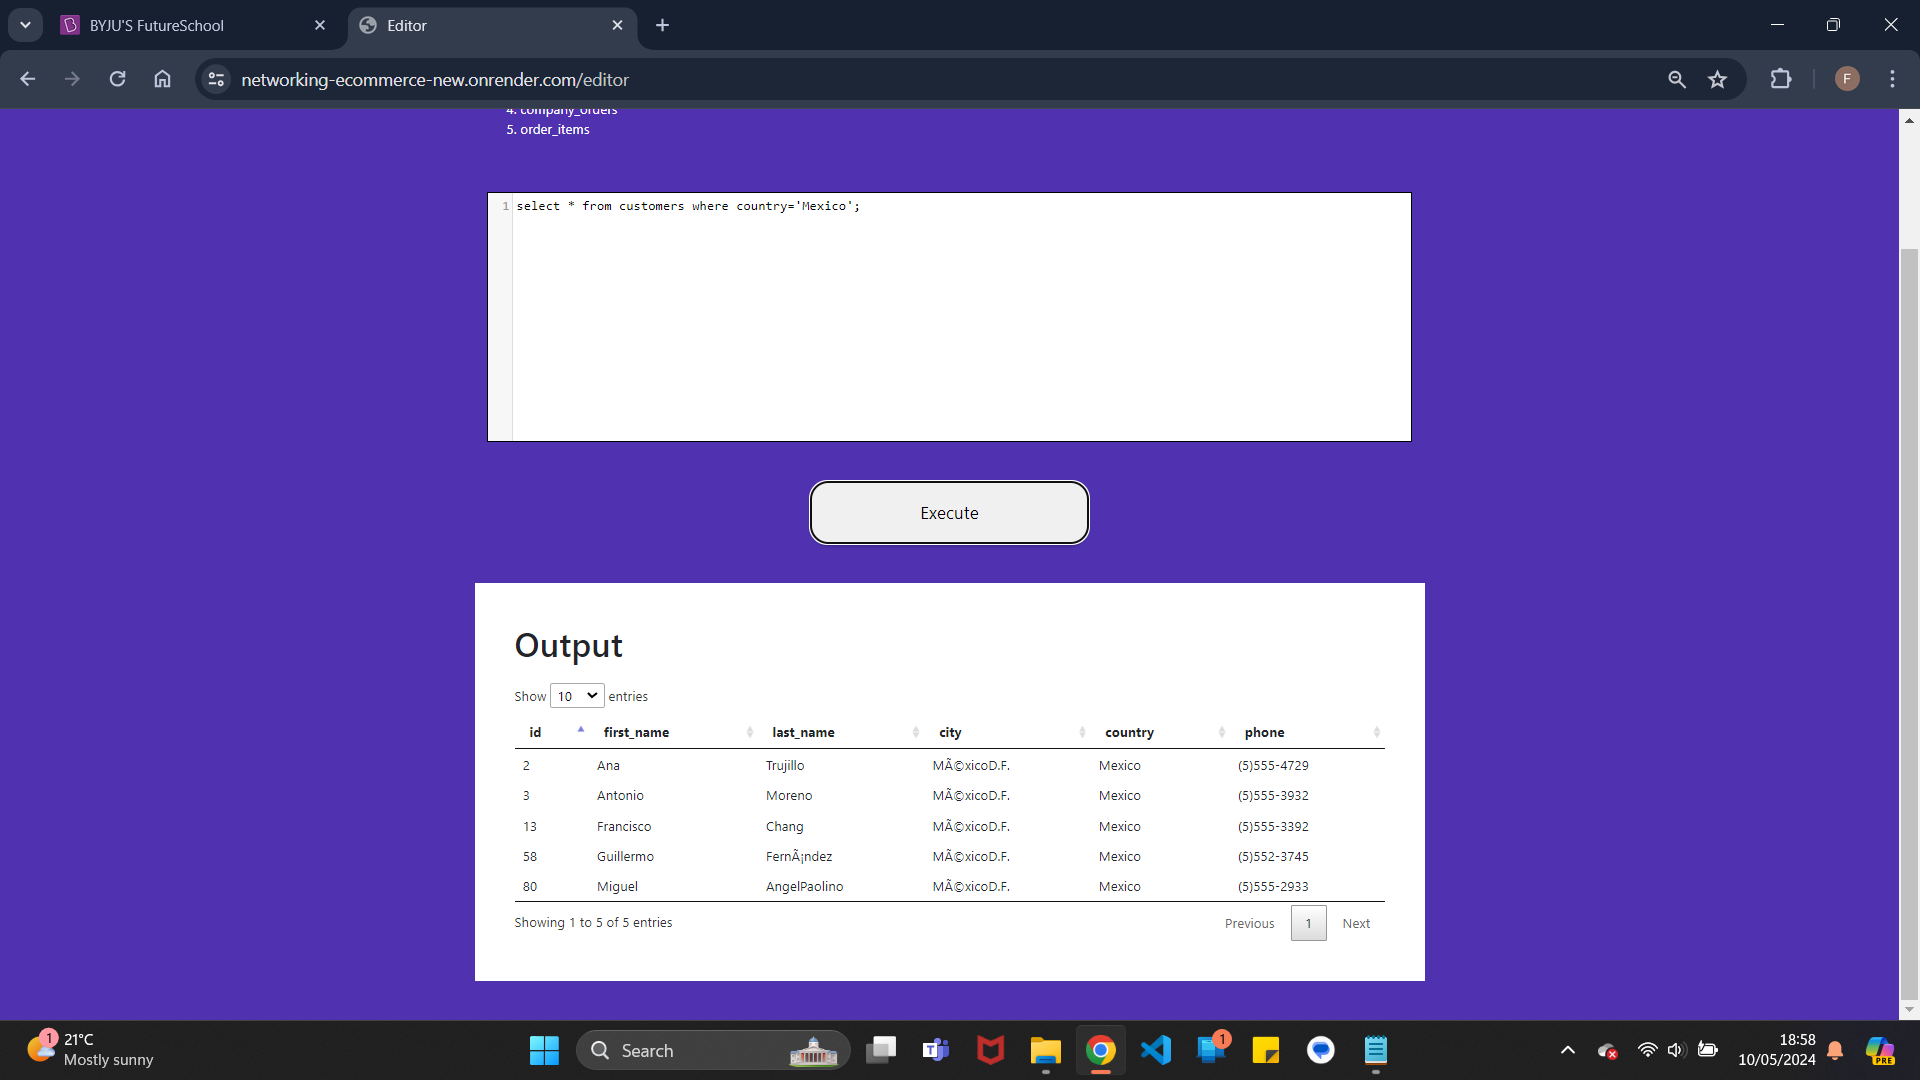 BYJU'S FutureSchool
Editor
networking-ecommerce-new.onrender.com/editor
F
4. company_orders
5. order_items
1 select * from customers where country='Mexico';
Execute
Output
Show 10 entries
id first_name last_name city country phone
2 Ana Trujillo MÃ©xicoD.F. Mexico (5)555-4729
3 Antonio Moreno MÃ©xicoD.F. Mexico (5)555-3932
13 Francisco Chang MÃ©xicoD.F. Mexico (5)555-3392
58 Guillermo FernÃ¡ndez MÃ©xicoD.F. Mexico (5)552-3745
80 Miguel AngelPaolino MÃ©xicoD.F. Mexico (5)555-2933
Showing 1 to 5 of 5 entries
Previous 1 Next
1
21°C
Mostly sunny
Search
T
1
18:58
10/05/2024
PRE